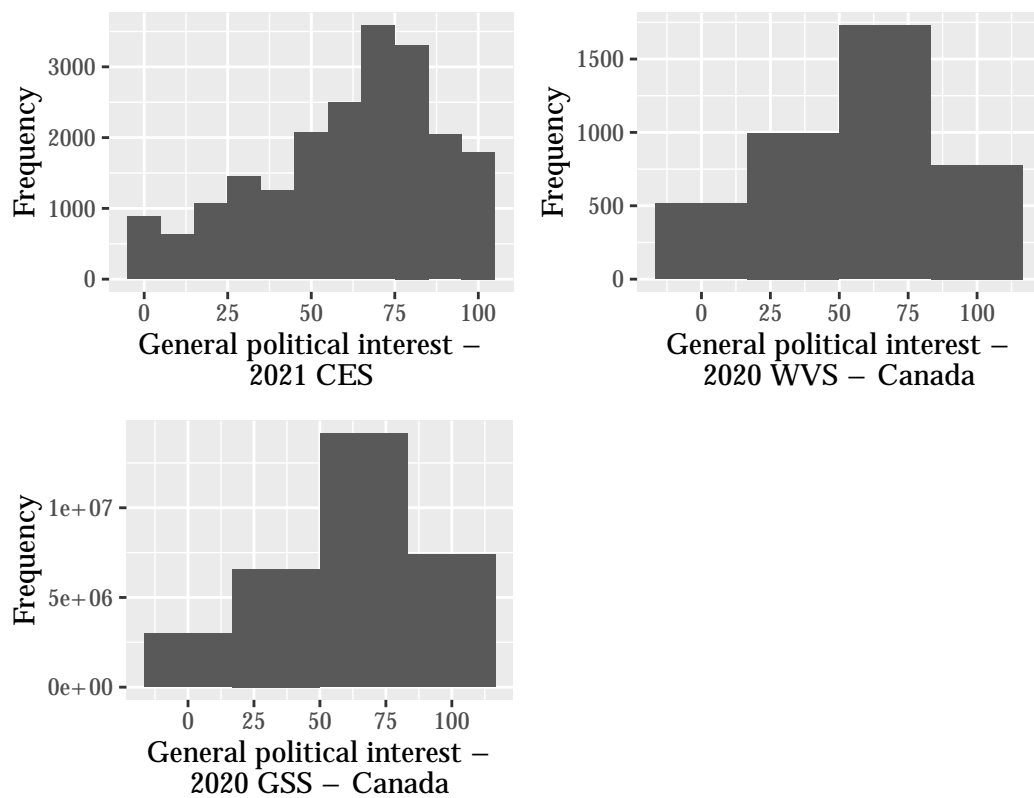 Frequency
3000
2000
1000
0
0 25 50 75 100
General political interest –
2021 CES
Frequency
1500
1000
500
0
0 25 50 75 100
General political interest –
2020 WVS – Canada
Frequency
1e+07
5e+06
0e+00
0 25 50 75 100
General political interest –
2020 GSS – Canada